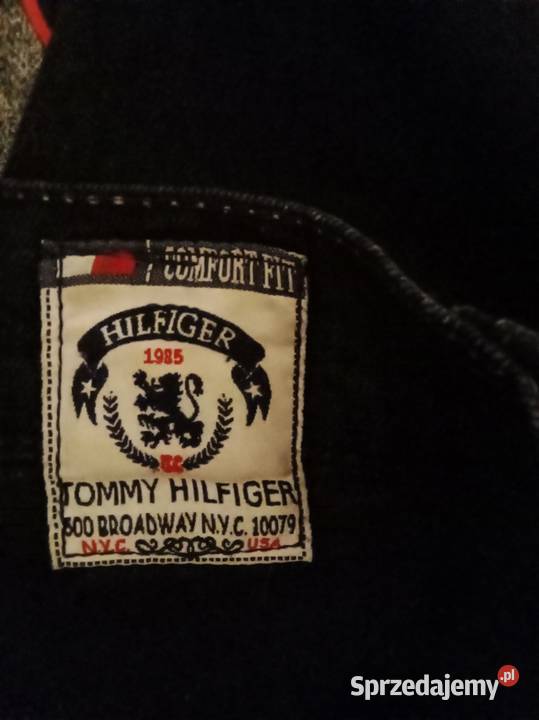 COMFORT FIT
HILFIGER
1985
TOMMY HILFIGER
500 BROADWAY N.Y.C. 10079
N.Y.C. USA
Sprzedajemy.pl